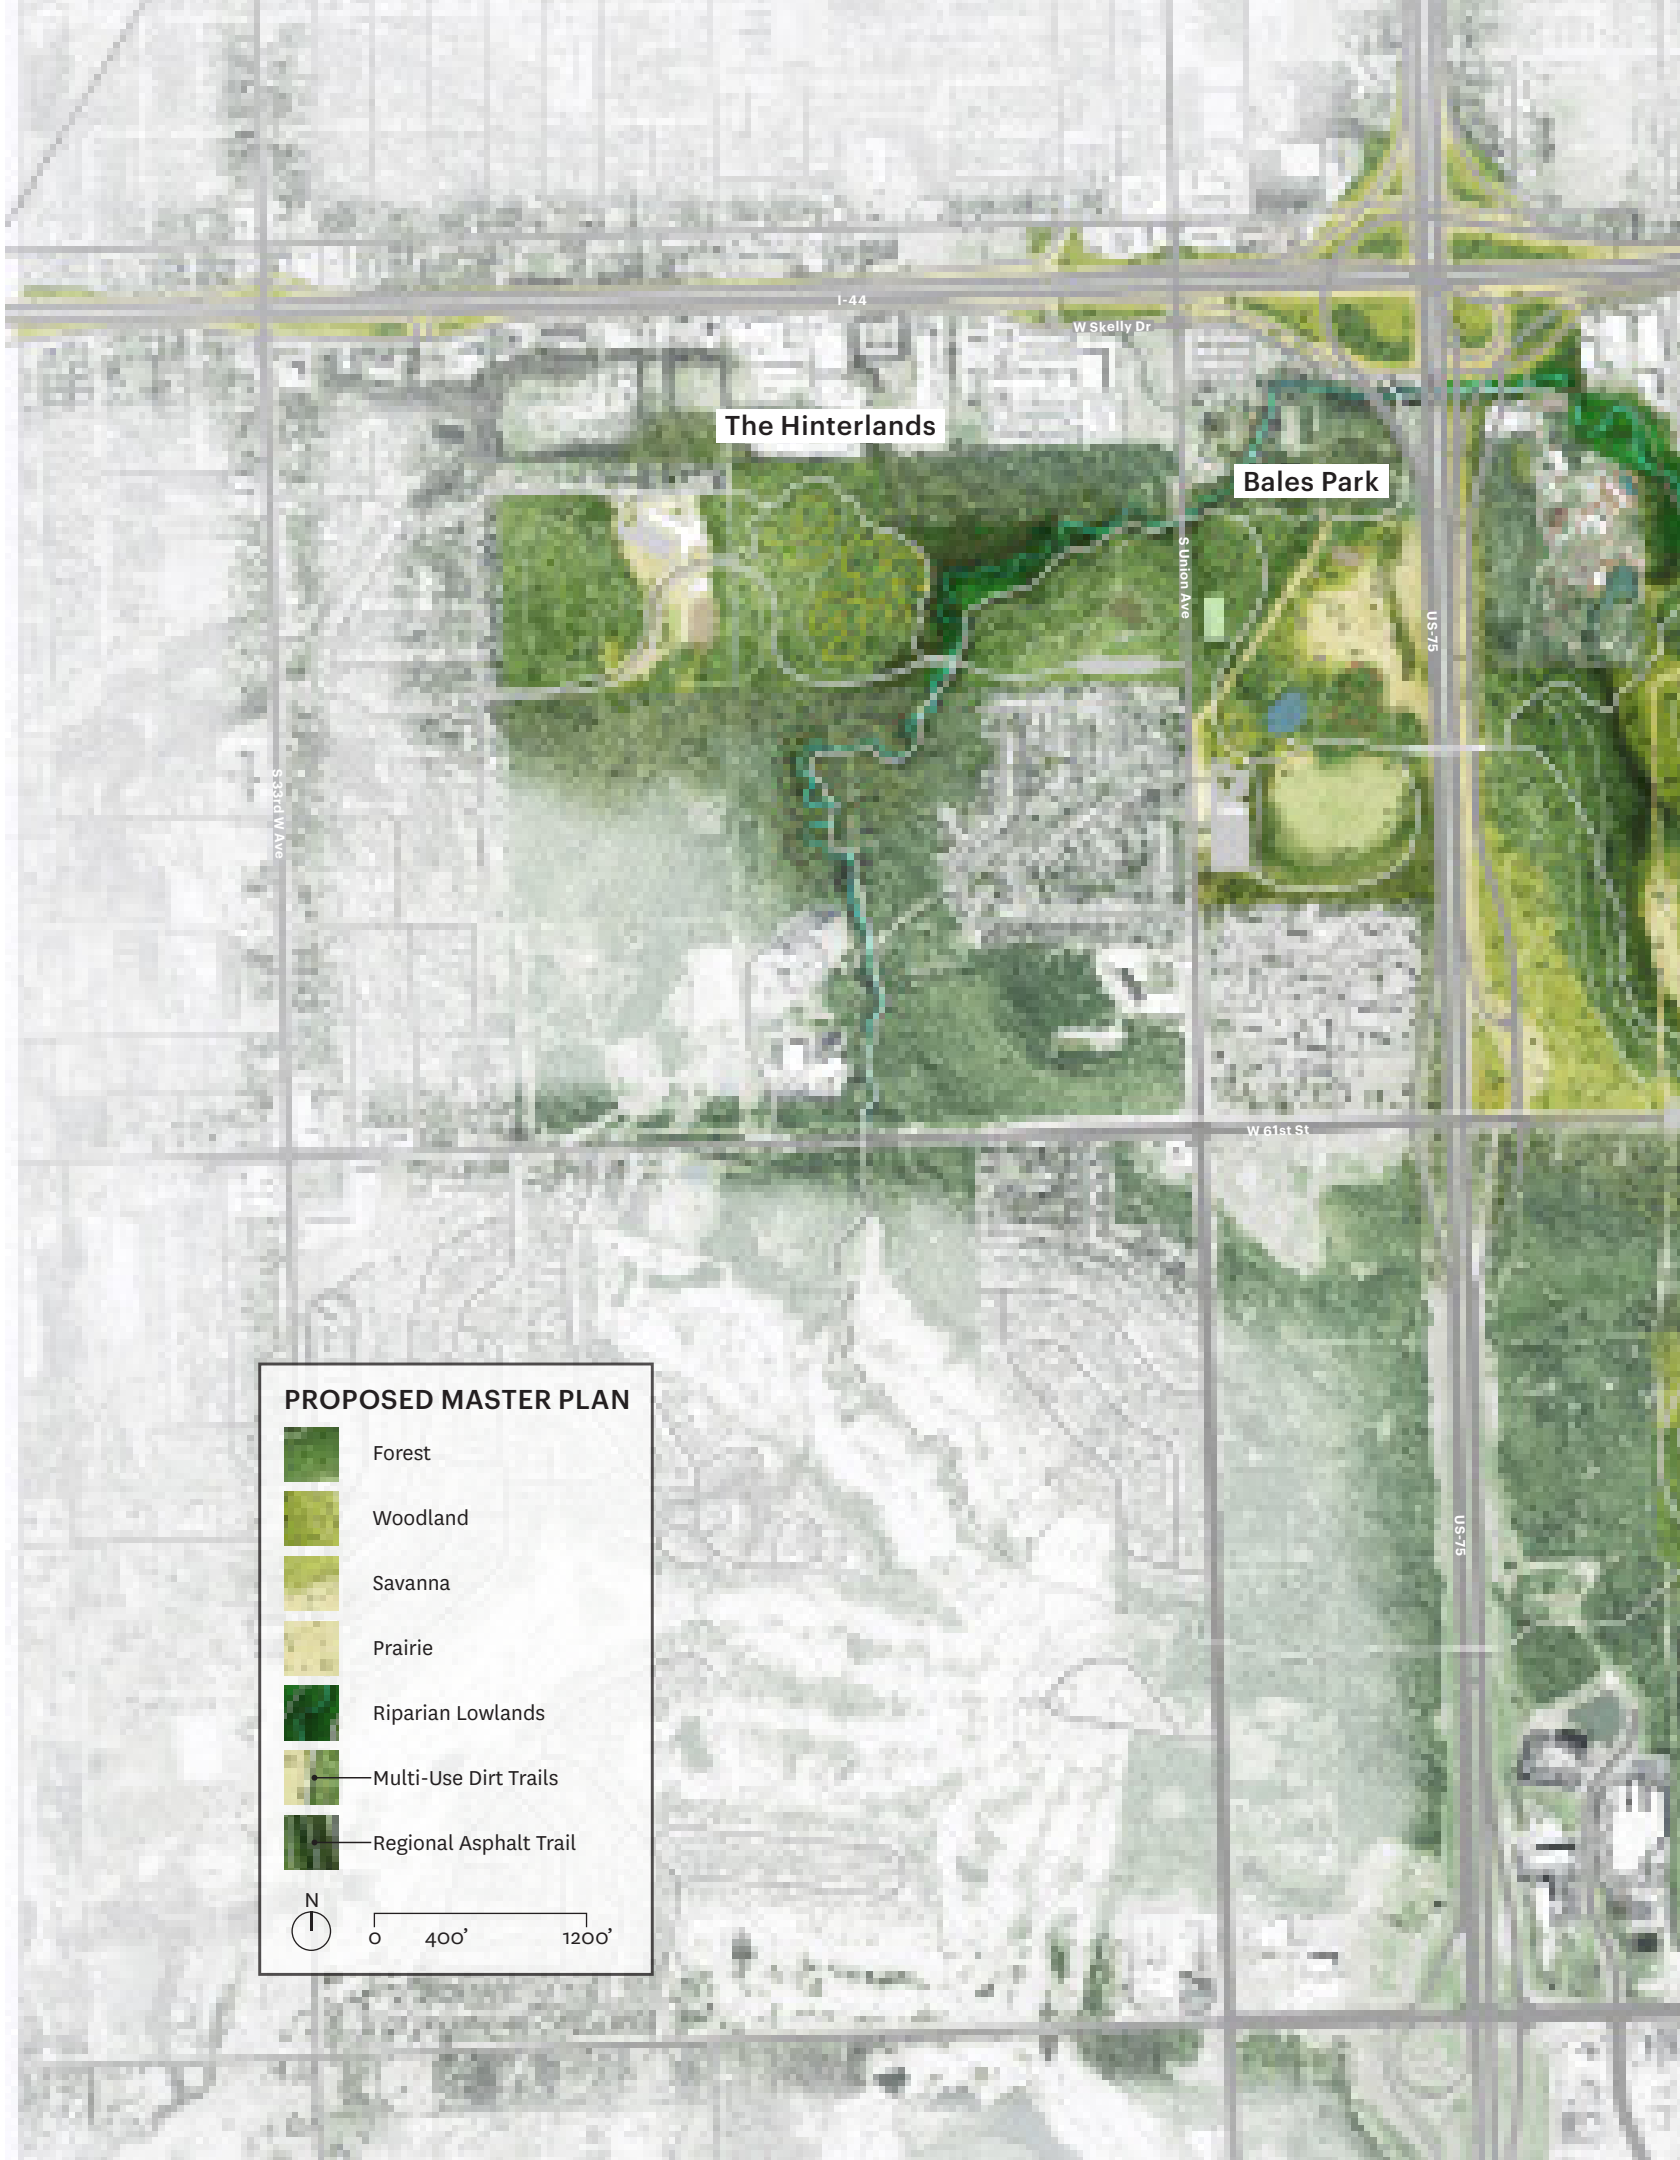 I-44
W Skelly Dr
The Hinterlands
Bales Park
S Union Ave
US-75
S 33rd W Ave
W 61st St
PROPOSED MASTER PLAN
Forest
Woodland
Savanna
Prairie
Riparian Lowlands
Multi-Use Dirt Trails
Regional Asphalt Trail
N
0 400’ 1200’
US-75